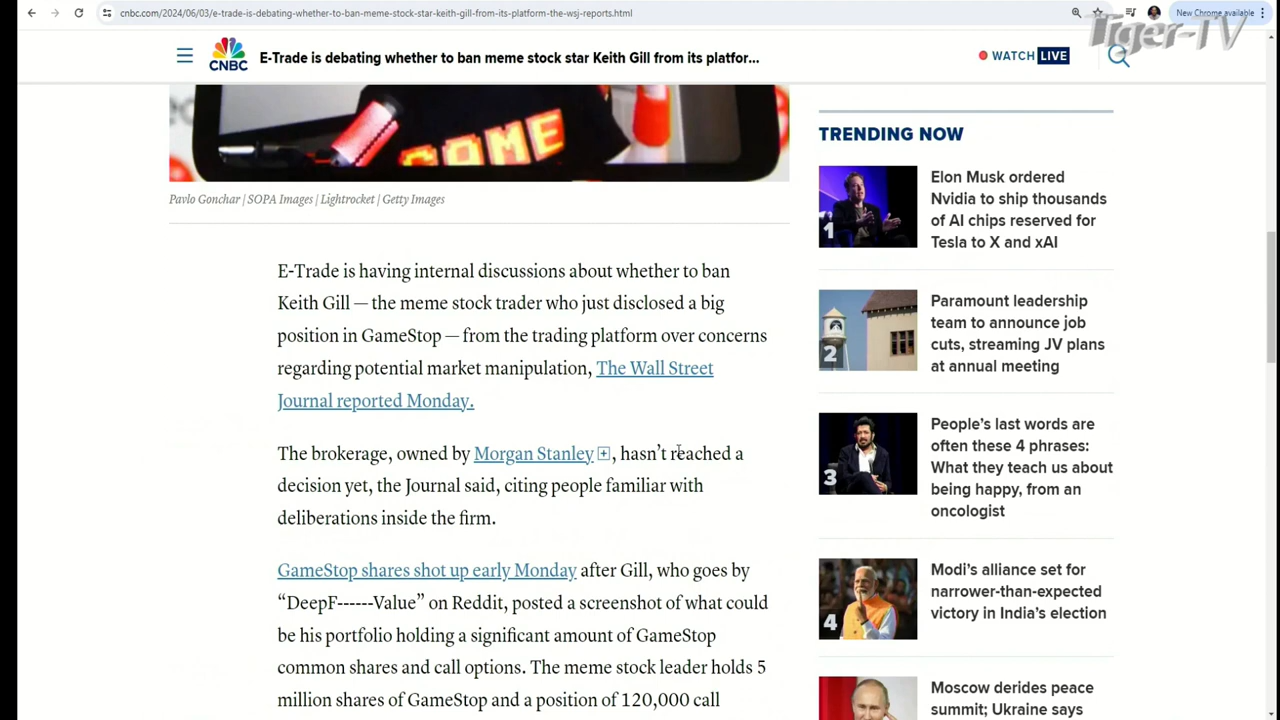 cnbc.com/2024/06/03/e-trade-is-debating-whether-to-ban-meme-stock-star-keith-gill-from-its-platform-the-wsj-reports.html
New Chrome available
Tiger-TV
CNBC
E-Trade is debating whether to ban meme stock star Keith Gill from its platfor...
WATCH LIVE
GAME
Pavlo Gonchar | SOPA Images | Lightrocket | Getty Images
E-Trade is having internal discussions about whether to ban
Keith Gill — the meme stock trader who just disclosed a big
position in GameStop — from the trading platform over concerns
regarding potential market manipulation, The Wall Street
Journal reported Monday.
The brokerage, owned by Morgan Stanley, hasn't reached a
decision yet, the Journal said, citing people familiar with
deliberations inside the firm.
GameStop shares shot up early Monday after Gill, who goes by
“DeepF------Value” on Reddit, posted a screenshot of what could
be his portfolio holding a significant amount of GameStop
common shares and call options. The meme stock leader holds 5
million shares of GameStop and a position of 120,000 call
TRENDING NOW
1
Elon Musk ordered
Nvidia to ship thousands
of AI chips reserved for
Tesla to X and xAI
2
Paramount leadership
team to announce job
cuts, streaming JV plans
at annual meeting
3
People's last words are
often these 4 phrases:
What they teach us about
being happy, from an
oncologist
4
Modi's alliance set for
narrower-than-expected
victory in India's election
Moscow derides peace
summit; Ukraine says